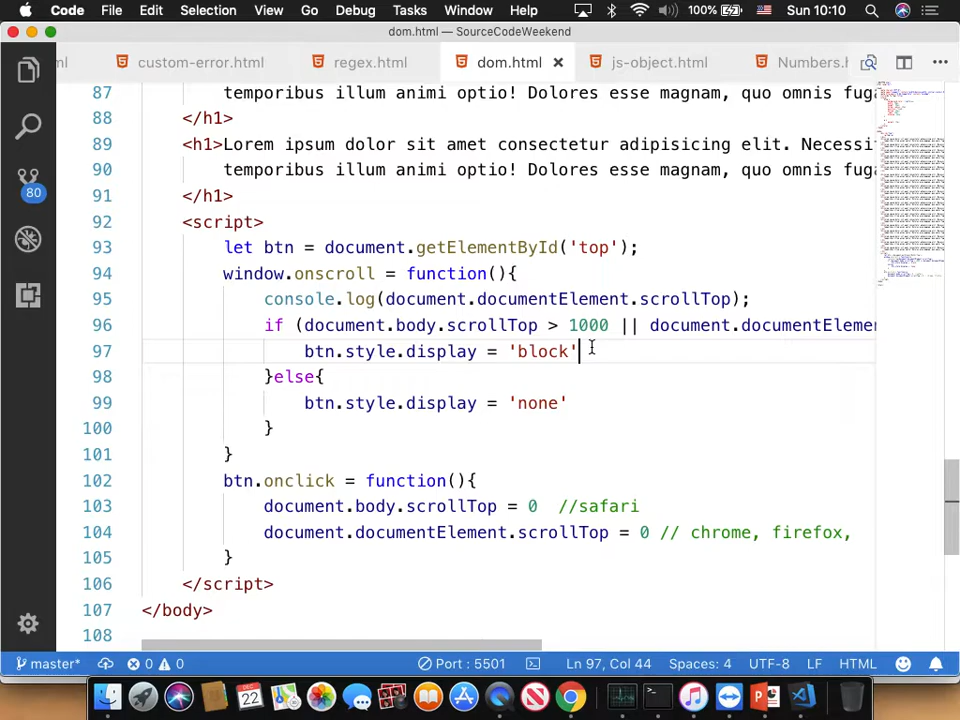 Code File Edit Selection View Go Debug Tasks Window Help 100% Sun 10:10
dom.html — SourceCodeWeekend
ml custom-error.html regex.html dom.html js-object.html Numbers.h
87 temporibus illum animi optio! Dolores esse magnam, quo omnis fuga
88 </h1>
89 <h1>Lorem ipsum dolor sit amet consectetur adipisicing elit. Necessi
90 temporibus illum animi optio! Dolores esse magnam, quo omnis fuga
91 </h1>
92 <script>
93 let btn = document.getElementById('top');
94 window.onscroll = function(){
95 console.log(document.documentElement.scrollTop);
96 if (document.body.scrollTop > 1000 || document.documentElemen
97 btn.style.display = 'block'
98 }else{
99 btn.style.display = 'none'
100 }
101 }
102 btn.onclick = function(){
103 document.body.scrollTop = 0 //safari
104 document.documentElement.scrollTop = 0 // chrome, firefox,
105 }
106 </script>
107 </body>
108
80
master* 0 0 Port : 5501 Ln 97, Col 44 Spaces: 4 UTF-8 LF HTML
DEC
22